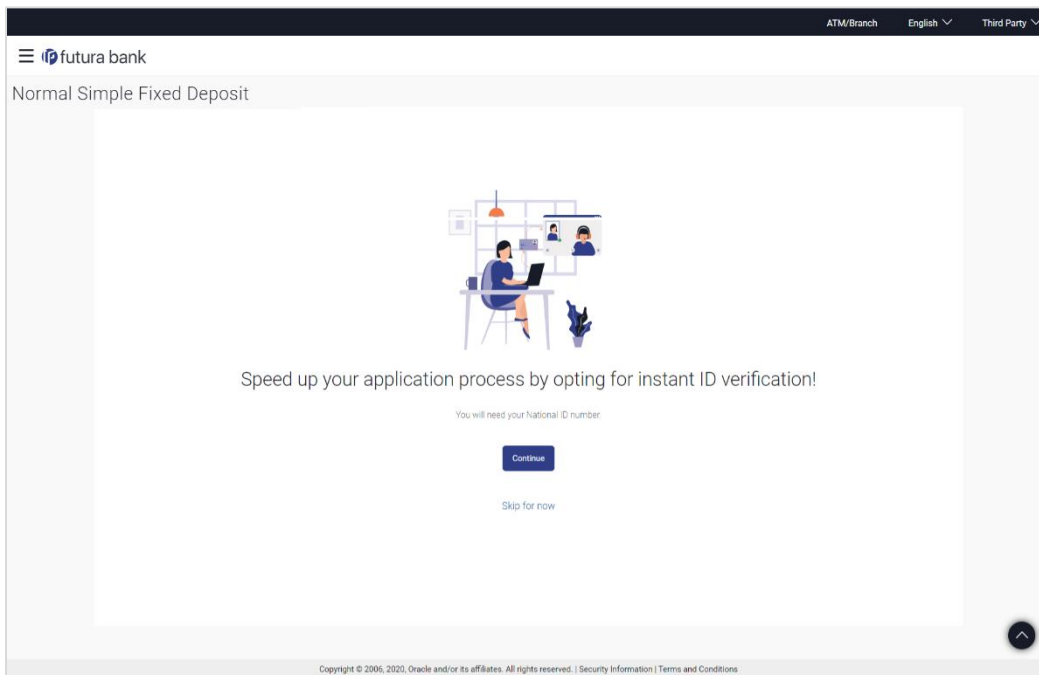 ATM/Branch English Third Party
futura bank
Normal Simple Fixed Deposit
Speed up your application process by opting for instant ID verification!
You will need your National ID number
Continue
Skip for now
Copyright © 2006, 2020, Oracle and/or its affiliates. All rights reserved. | Security Information | Terms and Conditions